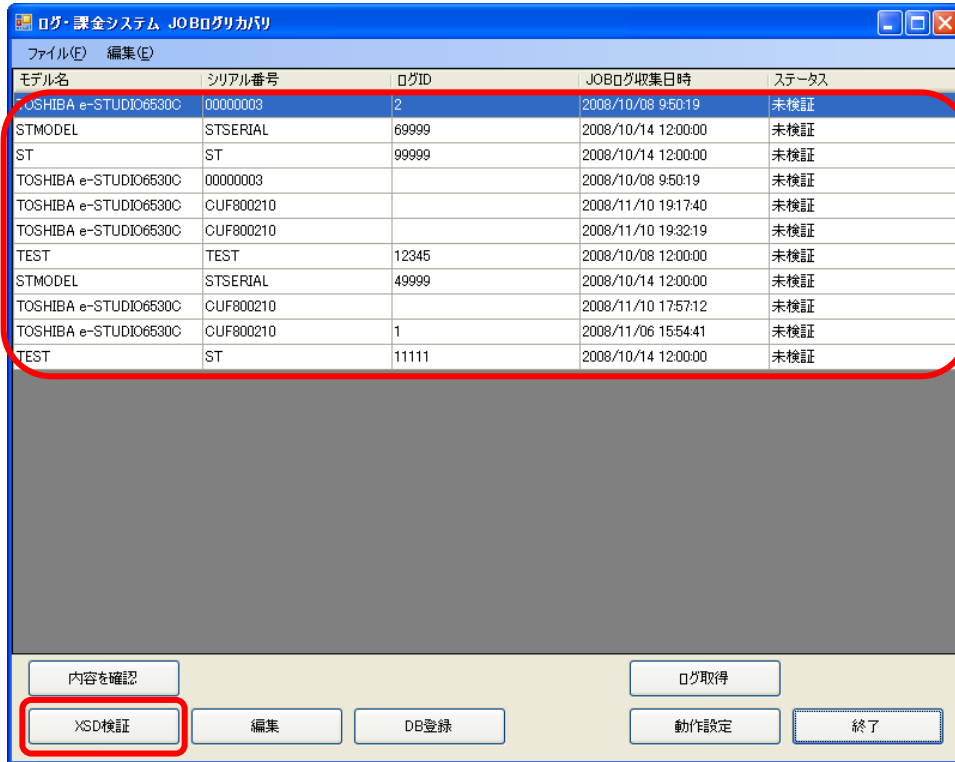 ログ・課金システム JOBログリカバリ
ファイル(F) 編集(E)
モデル名 シリアル番号 ログID JOBログ収集日時 ステータス
TOSHIBA e-STUDIO6530C 00000003 2 2008/10/08 9:50:19 未検証
STMODEL STSERIAL 69999 2008/10/14 12:00:00 未検証
ST ST 99999 2008/10/14 12:00:00 未検証
TOSHIBA e-STUDIO6530C 00000003 2008/10/08 9:50:19 未検証
TOSHIBA e-STUDIO6530C CUF800210 2008/11/10 19:17:40 未検証
TOSHIBA e-STUDIO6530C CUF800210 2008/11/10 19:32:19 未検証
TEST TEST 12345 2008/10/08 12:00:00 未検証
STMODEL STSERIAL 49999 2008/10/14 12:00:00 未検証
TOSHIBA e-STUDIO6530C CUF800210 2008/11/10 17:57:12 未検証
TOSHIBA e-STUDIO6530C CUF800210 1 2008/11/06 15:54:41 未検証
TEST ST 11111 2008/10/14 12:00:00 未検証
内容を確認 ログ取得
XSD検証 編集 DB登録 動作設定 終了